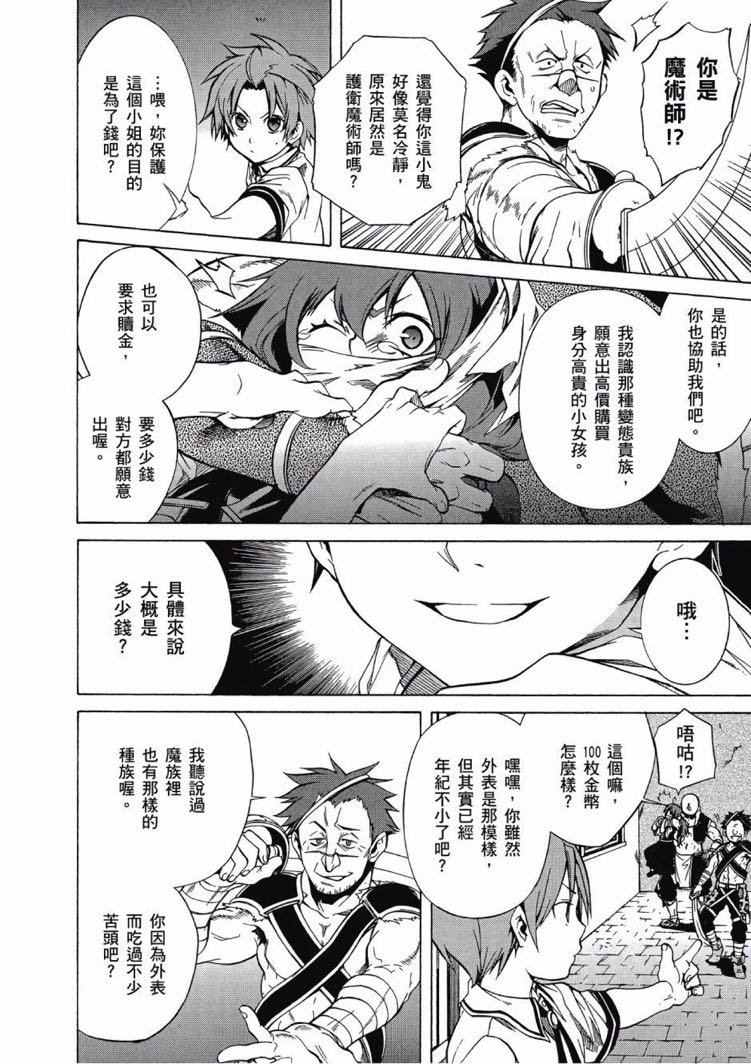 你是
魔術師!?
還覺得你這小鬼
好像莫名冷靜，
原來居然是
護衛魔術師嗎？
…喂，妳保護
這個小姐的目的
是為了錢吧？
是的話，
你也協助我們吧。
我認識那種變態貴族，
願意出高價購買
身分高貴的小女孩。
也可以
要求贖金，
要多少錢
對方都願意
出喔。
哦…
具體來說
大概是
多少錢？
唔咕!?
這個嘛，
100枚金幣
怎麼樣？
嘿嘿，你雖然
外表是那模樣，
但其實已經
年紀不小了吧？
我聽說過
魔族裡
也有那樣的
種族喔。
你因為外表
而吃過不少
苦頭吧？